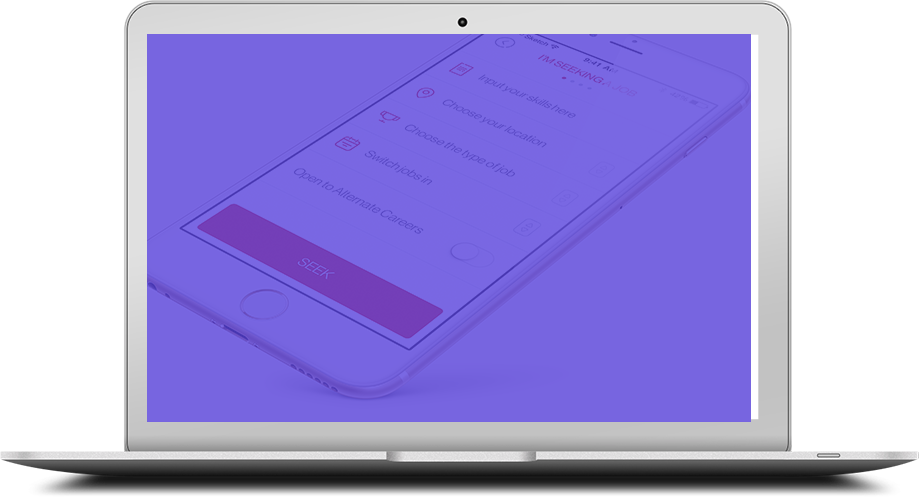 9:41 AM
I'M SEEKING A JOB
Input your skills here
Choose your location
Choose the type of job
Switch jobs in
Open to Alternate Careers
SEEK